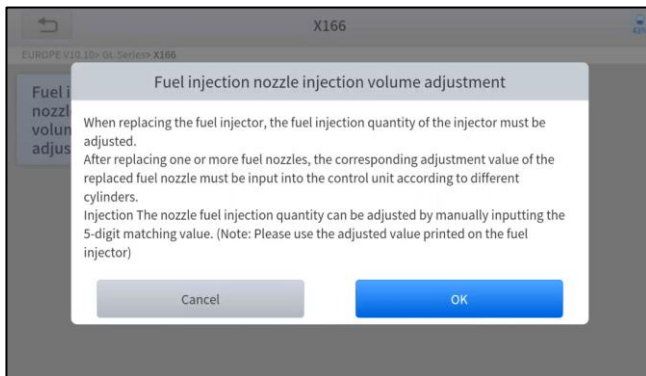 X166
43%
EUROPE V10.10> GL Series> X166
Fuel i
nozzl
volun
adjus
Fuel injection nozzle injection volume adjustment
When replacing the fuel injector, the fuel injection quantity of the injector must be
adjusted.
After replacing one or more fuel nozzles, the corresponding adjustment value of the
replaced fuel nozzle must be input into the control unit according to different
cylinders.
Injection The nozzle fuel injection quantity can be adjusted by manually inputting the
5-digit matching value. (Note: Please use the adjusted value printed on the fuel
injector)
Cancel
OK